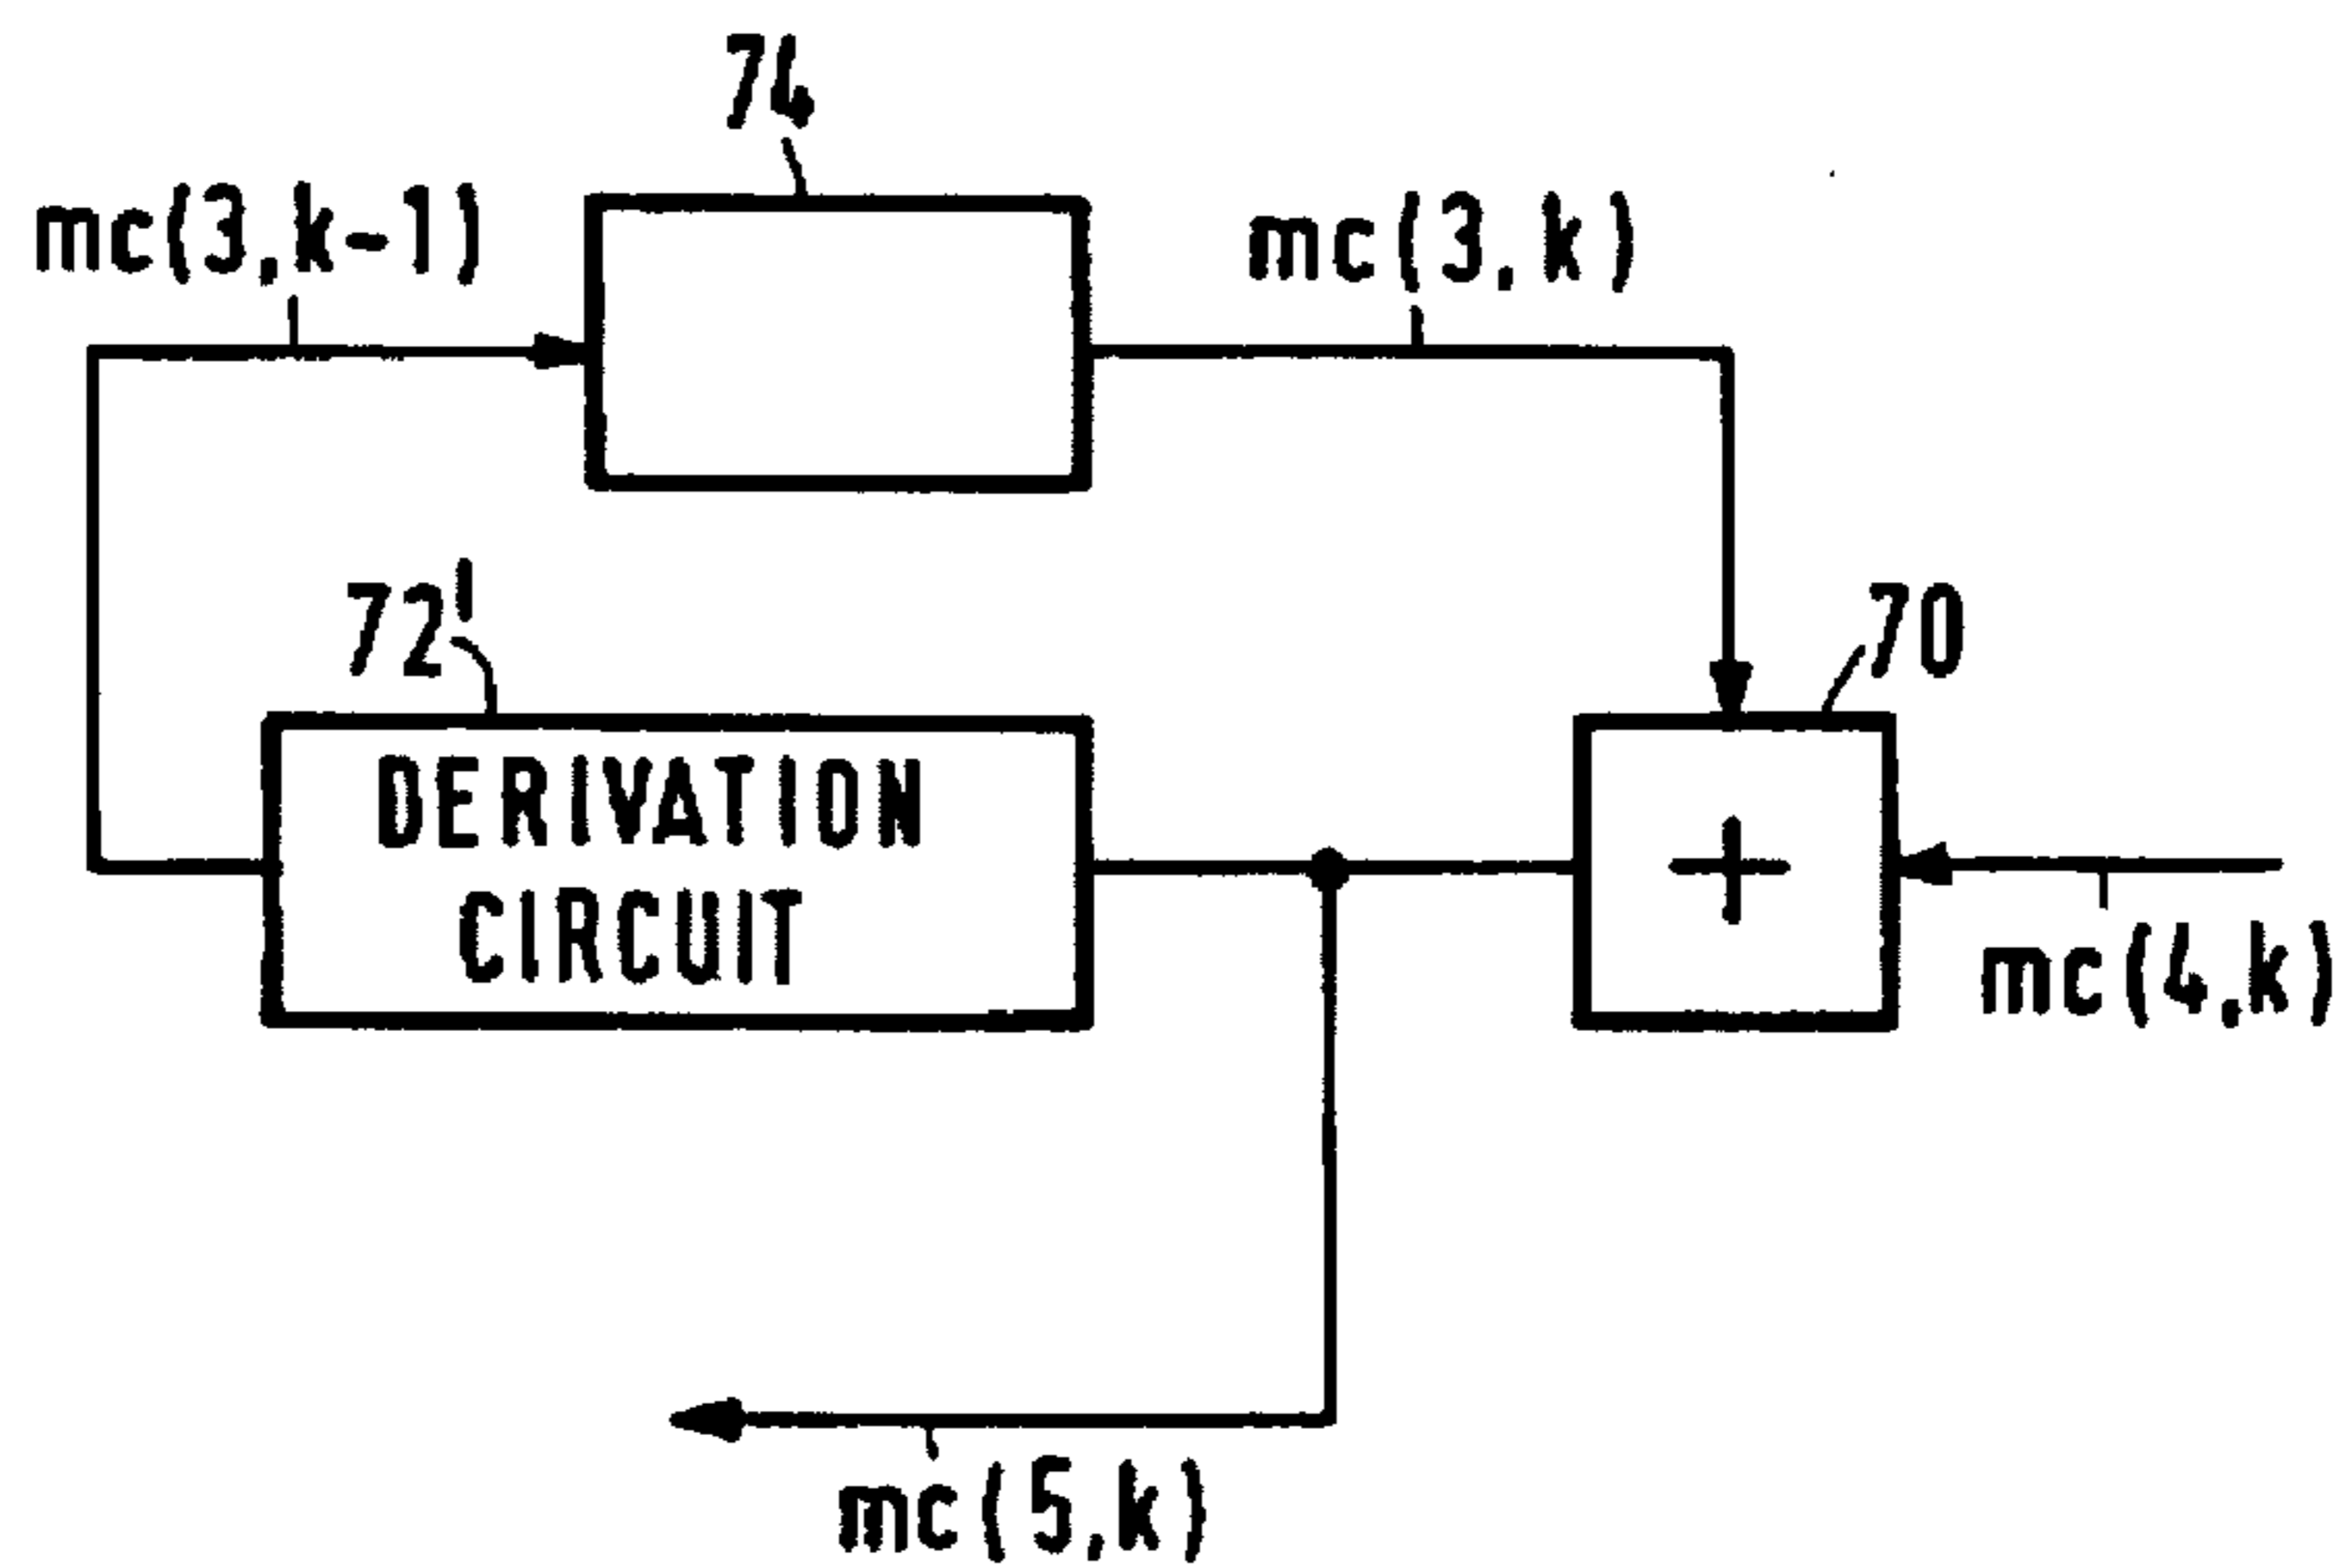 74
mc(3,k-1)
mc(3,k)
72'
70
DERIVATION
CIRCUIT
+
mc(4,k)
mc(5,k)